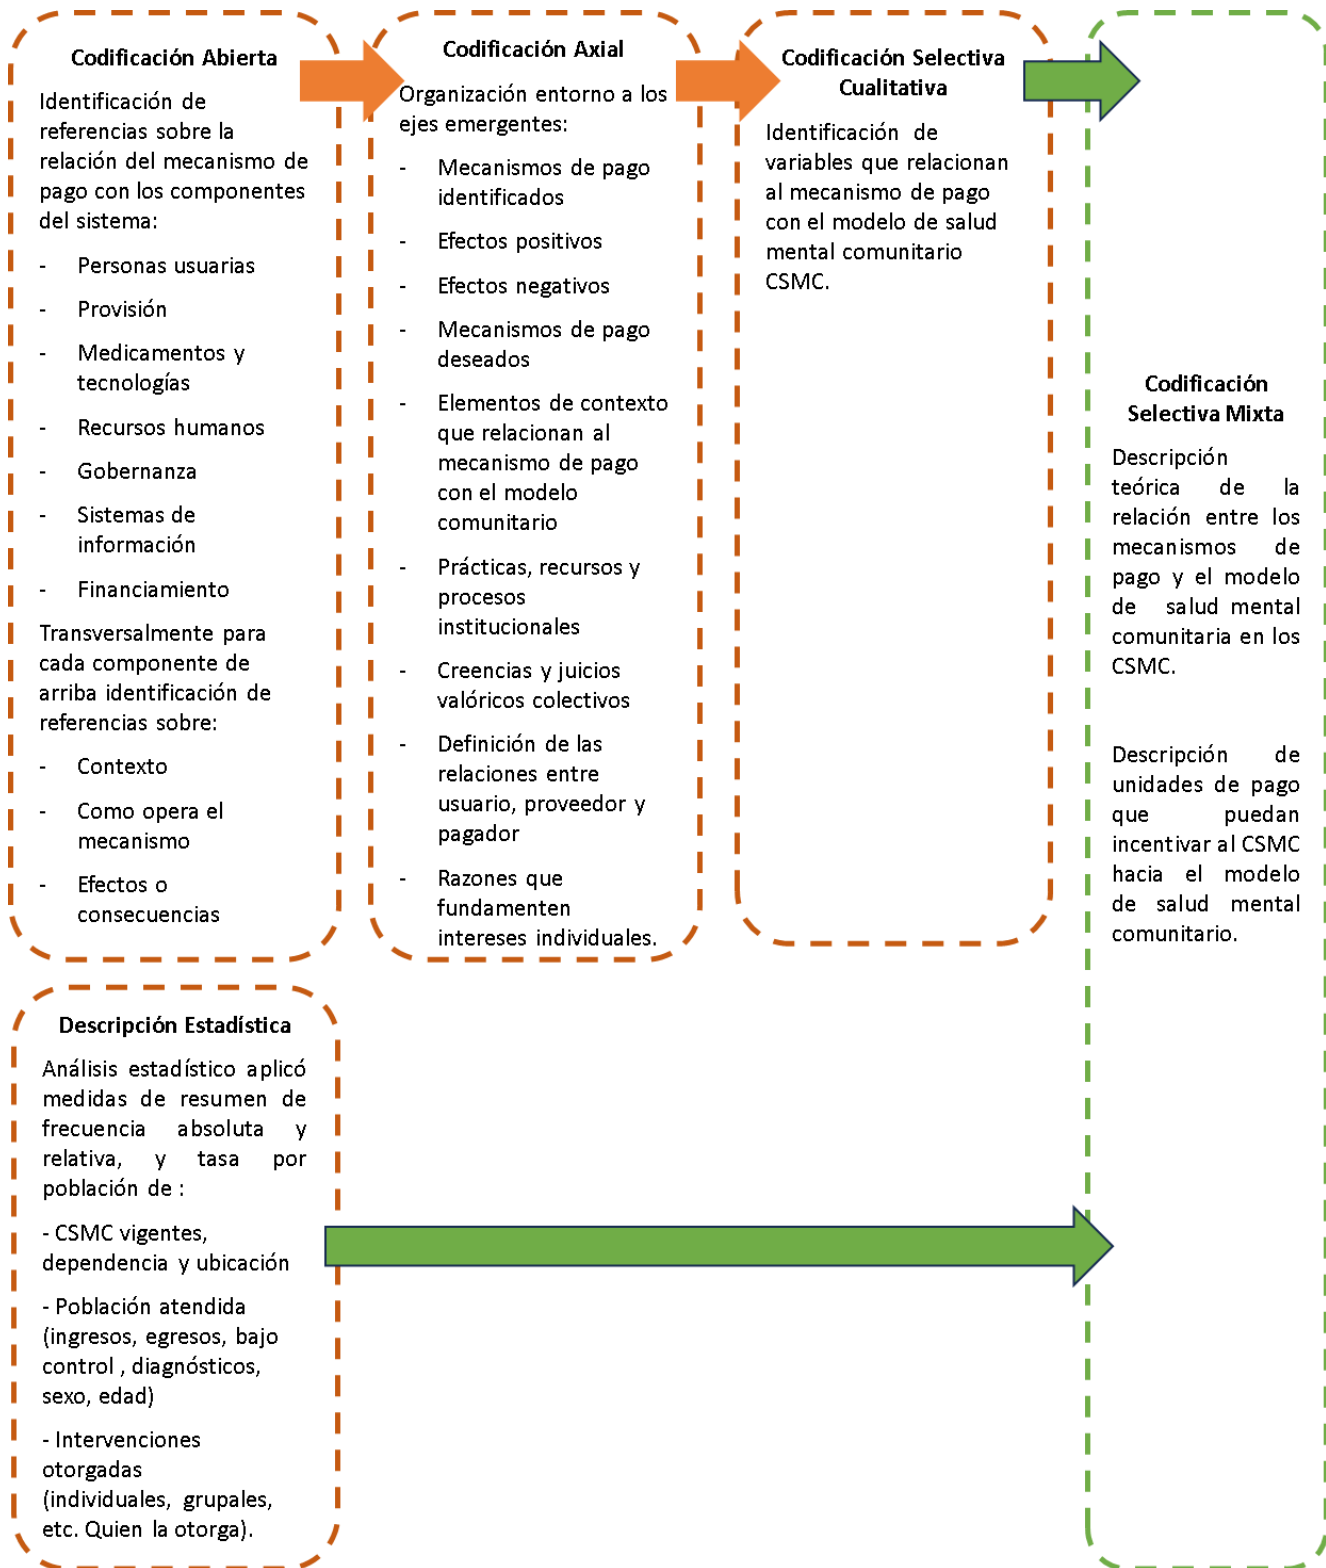 Codificación Abierta
Identificación de
referencias sobre la
relación del mecanismo de
pago con los componentes
del sistema:
- Personas usuarias
- Provisión
- Medicamentos y
tecnologías
- Recursos humanos
- Gobernanza
- Sistemas de
información
- Financiamiento
Transversalmente para
cada componente de
arriba identificación de
referencias sobre:
- Contexto
- Como opera el
mecanismo
- Efectos o
consecuencias
Codificación Axial
Organización entorno a los
ejes emergentes:
- Mecanismos de pago
identificados
- Efectos positivos
- Efectos negativos
- Mecanismos de pago
deseados
- Elementos de contexto
que relacionan al
mecanismo de pago
con el modelo
comunitario
- Prácticas, recursos y
procesos
institucionales
- Creencias y juicios
valóricos colectivos
- Definición de las
relaciones entre
usuario, proveedor y
pagador
- Razones que
fundamenten
intereses individuales.
Codificación Selectiva
Cualitativa
Identificación de
variables que relacionan
al mecanismo de pago
con el modelo de salud
mental comunitario
CSMC.
Codificación
Selectiva Mixta
Descripción
teórica de la
relación entre los
mecanismos de
pago y el modelo
de salud mental
comunitaria en los
CSMC.
Descripción de
unidades de pago
que puedan
incentivar al CSMC
hacia el modelo
de salud mental
comunitario.
Descripción Estadística
Análisis estadístico aplicó
medidas de resumen de
frecuencia absoluta y
relativa, y tasa por
población de :
- CSMC vigentes,
dependencia y ubicación
- Población atendida
(ingresos, egresos, bajo
control , diagnósticos,
sexo, edad)
- Intervenciones
otorgadas
(individuales, grupales,
etc. Quien la otorga).